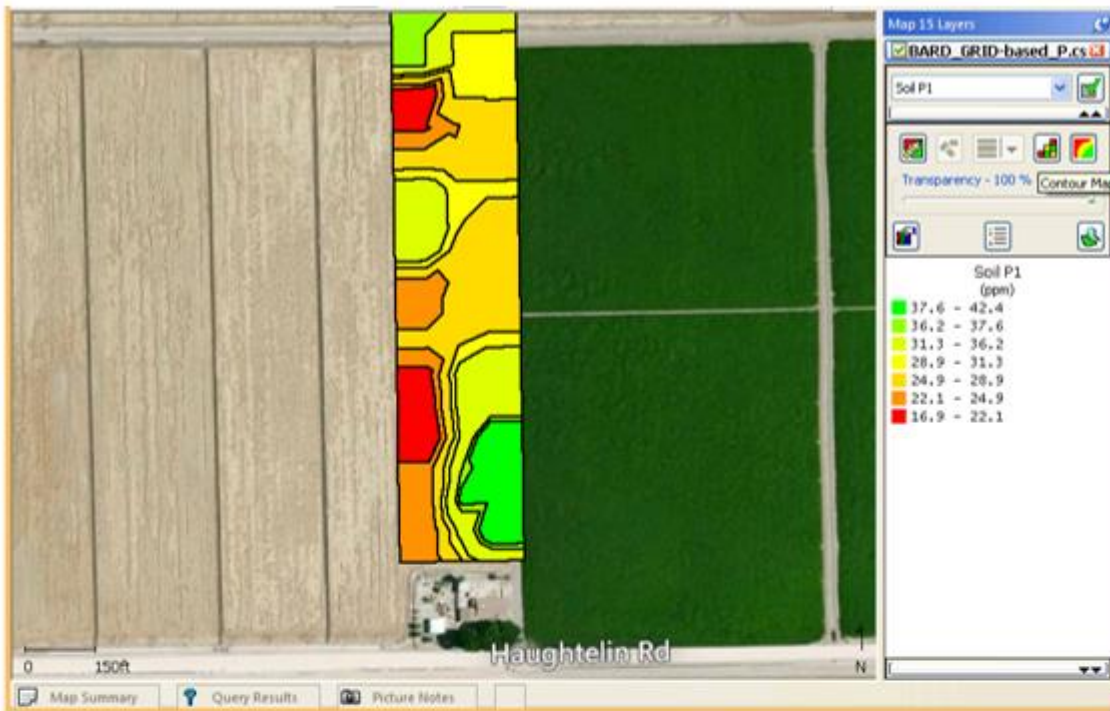 Map 15 Layers
BARD_GRID-based_P.cs
Soil P1
Transparency - 100 %
Contour Ma
Soil P1
(ppm)
37.6 - 42.4
36.2 - 37.6
31.3 - 36.2
28.9 - 31.3
24.9 - 28.9
22.1 - 24.9
16.9 - 22.1
Haughtelin Rd
0 150ft
N
Map Summary
Query Results
Picture Notes